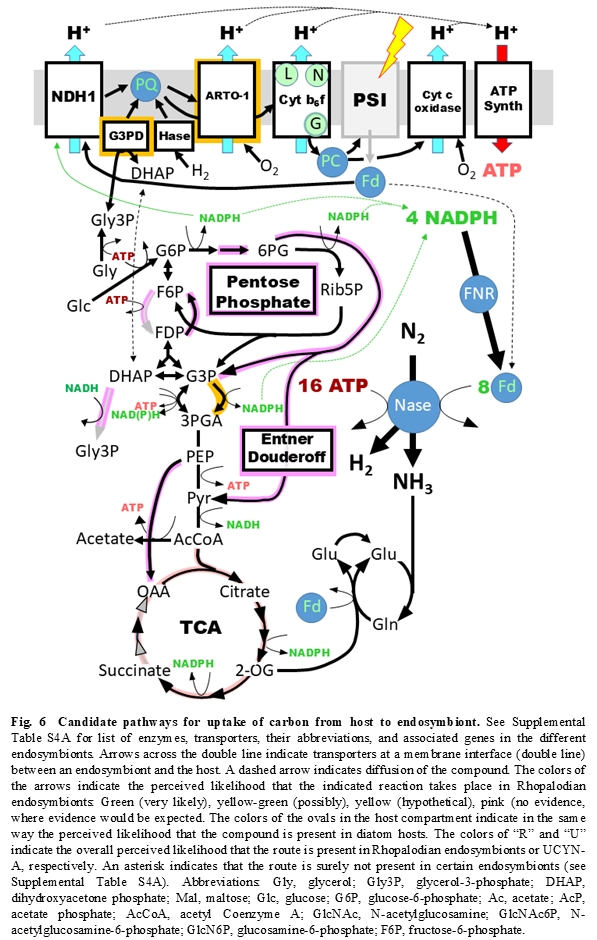 H+ H+ H+ H+ H+
NDH1 PQ ARTO-1 L N Cyt b6f G PSI Cyt c oxidase ATP Synth
G3PD Hase PC
DHAP H2 O2 Fd O2 ATP
Gly3P NADPH NADPH 4 NADPH
ATP G6P 6PG
Gly
Pentose Phosphate Rib5P FNR
Glc ATP F6P
N2
FDP
DHAP G3P 16 ATP 8 Fd
NADH ATP Nase
NAD(P)H NADPH
3PGA
Gly3P Entner Douderoff H2
PEP NH3
ATP
Pyr
ATP NADH
Acetate AcCoA Glu Glu
OAA Citrate Fd
Gln
TCA
NADPH NADPH
Succinate 2-OG
Fig. 6 Candidate pathways for uptake of carbon from host to endosymbiont. See Supplemental
Table S4A for list of enzymes, transporters, their abbreviations, and associated genes in the different
endosymbionts. Arrows across the double line indicate transporters at a membrane interface (double line)
between an endosymbiont and the host. A dashed arrow indicates diffusion of the compound. The colors of
the arrows indicate the perceived likelihood that the indicated reaction takes place in Rhopalodian
endosymbionts: Green (very likely), yellow-green (possibly), yellow (hypothetical), pink (no evidence,
where evidence would be expected. The colors of the ovals in the host compartment indicate in the same
way the perceived likelihood that the compound is present in diatom hosts. The colors of “R” and “U”
indicate the overall perceived likelihood that the route is present in Rhopalodian endosymbionts or UCYN-
A, respectively. An asterisk indicates that the route is surely not present in certain endosymbionts (see
Supplemental Table S4A). Abbreviations: Gly, glycerol; Gly3P, glycerol-3-phosphate; DHAP,
dihydroxyacetone phosphate; Mal, maltose; Glc, glucose; G6P, glucose-6-phosphate; Ac, acetate; AcP,
acetate phosphate; AcCoA, acetyl Coenzyme A; GlcNAc, N-acetylglucosamine; GlcNAc6P, N-
acetylglucosamine-6-phosphate; GlcN6P, glucosamine-6-phosphate; F6P, fructose-6-phosphate.